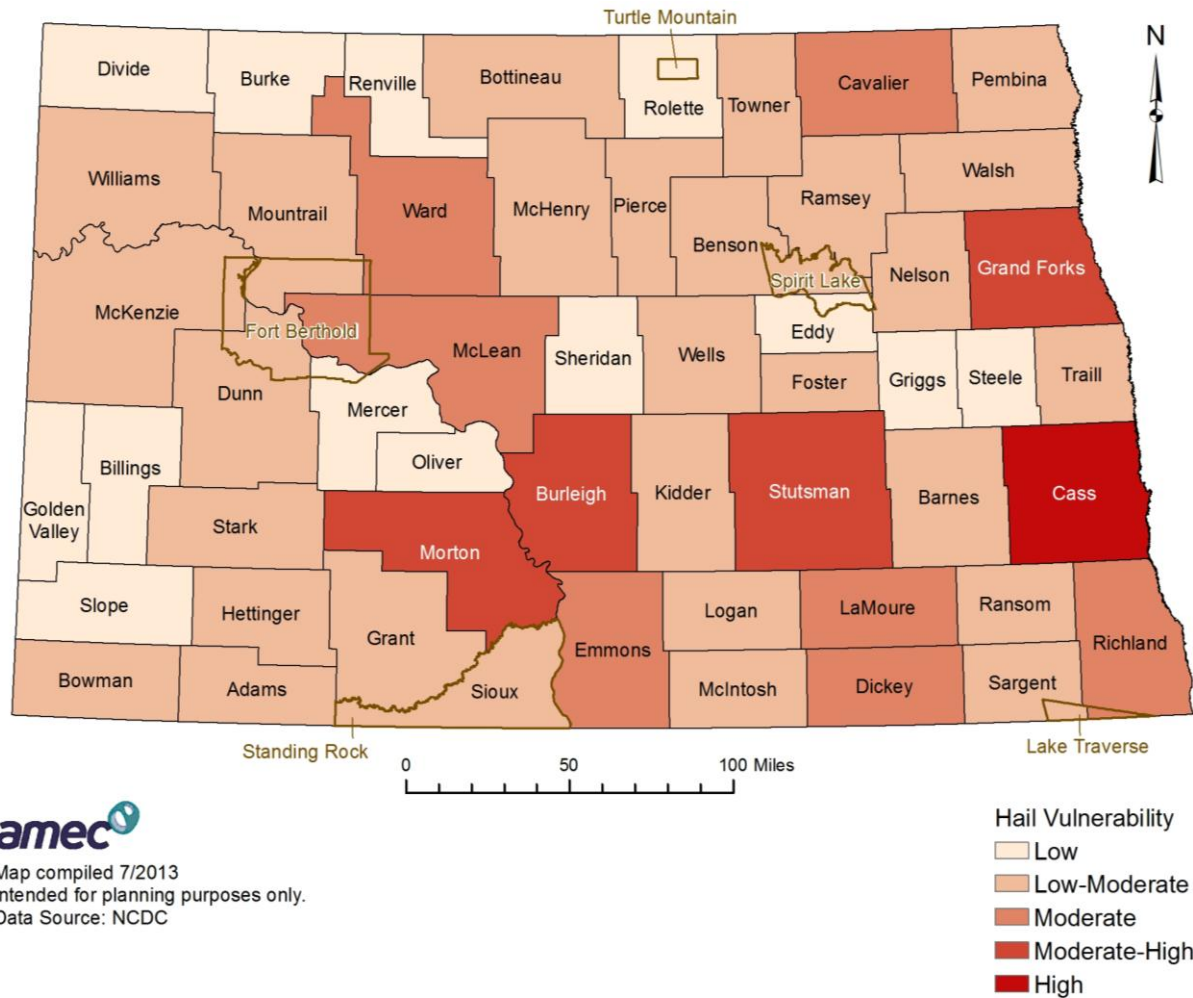 Turtle Mountain
N
Divide
Burke
Renville
Bottineau
Rolette
Towner
Cavalier
Pembina
Williams
Mountrail
Ward
McHenry
Pierce
Benson
Ramsey
Walsh
Spirit Lake
Nelson
Grand Forks
McKenzie
Fort Berthold
Dunn
McLean
Sheridan
Wells
Eddy
Foster
Griggs
Steele
Traill
Mercer
Oliver
Golden
Valley
Billings
Stark
Morton
Burleigh
Kidder
Stutsman
Barnes
Cass
Slope
Hettinger
Grant
Emmons
Logan
LaMoure
Ransom
Richland
Bowman
Adams
Sioux
McIntosh
Dickey
Sargent
Standing Rock
Lake Traverse
0 50 100 Miles
amec
Map compiled 7/2013
ntended for planning purposes only.
Data Source: NCDC
Hail Vulnerability
Low
Low-Moderate
Moderate
Moderate-High
High